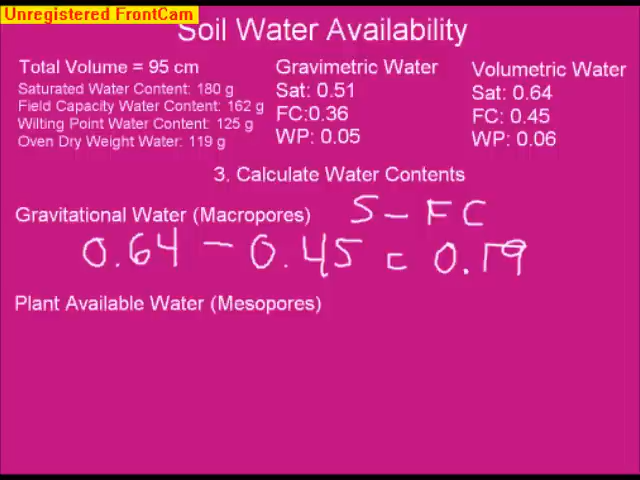 Unregistered FrontCam
Soil Water Availability
Total Volume = 95 cm
Saturated Water Content: 180 g
Field Capacity Water Content: 162 g
Wilting Point Water Content: 125 g
Oven Dry Weight Water: 119 g
Gravimetric Water
Sat: 0.51
FC:0.36
WP: 0.05
Volumetric Water
Sat: 0.64
FC: 0.45
WP: 0.06
3. Calculate Water Contents
Gravitational Water (Macropores) S - FC
0.64 - 0.45 = 0.19
Plant Available Water (Mesopores)